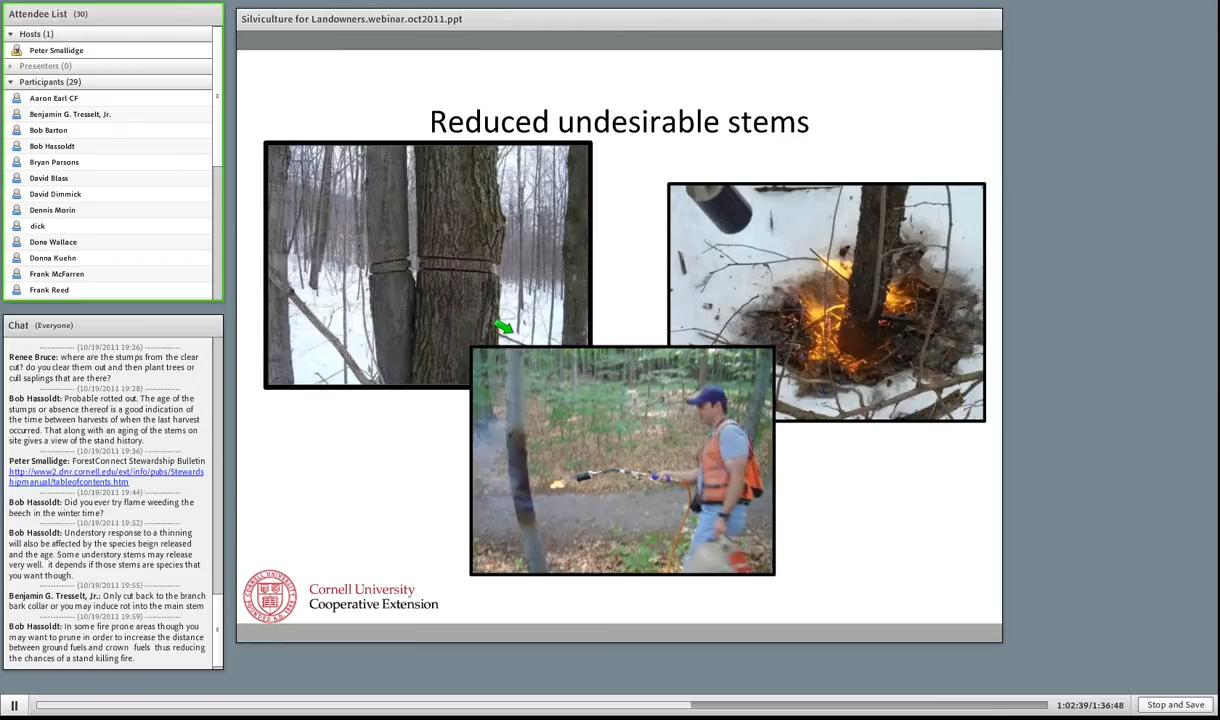 Attendee List (30)
Hosts (1)
Peter Smallidge
Presenters (0)
Participants (29)
Aaron Earl CF
Benjamin G. Tresselt, Jr.
Bob Barton
Bob Hassoldt
Bryan Parsons
David Blass
David Dimmick
Dennis Morin
dick
Dona Wallace
Donna Kuehn
Frank McFarren
Frank Reed
Chat (Everyone)
------------- (10/19/2011 19:26) -------------
Renee Bruce: where are the stumps from the clear
cut? do you clear them out and then plant trees or
cull saplings that are there?
------------- (10/19/2011 19:28) -------------
Bob Hassoldt: Probable rotted out. The age of the
stumps or absence thereof is a good indication of
the time between harvests of when the last harvest
occurred. That along with an aging of the stems on
site gives a view of the stand history.
------------- (10/19/2011 19:36) -------------
Peter Smallidge: ForestConnect Stewardship Bulletin
http://www2.dnr.cornell.edu/ext/info/pubs/Stewards
hipmanual/tableofcontents.htm
------------- (10/19/2011 19:44) -------------
Bob Hassoldt: Did you ever try flame weeding the
beech in the winter time?
------------- (10/19/2011 19:52) -------------
Bob Hassoldt: Understory response to a thinning
will also be affected by the species beign released
and the age. Some understory stems may release
very well. it depends if those stems are species that
you want though.
------------- (10/19/2011 19:55) -------------
Benjamin G. Tresselt, Jr.: Only cut back to the branch
bark collar or you may induce rot into the main stem
------------- (10/19/2011 19:59) -------------
Bob Hassoldt: In some fire prone areas though you
may want to prune in order to increase the distance
between ground fuels and crown fuels thus reducing
the chances of a stand killing fire.
Silviculture for Landowners.webinar.oct2011.ppt
Reduced undesirable stems
Cornell University
Cooperative Extension
1:02:39/1:36:48
Stop and Save